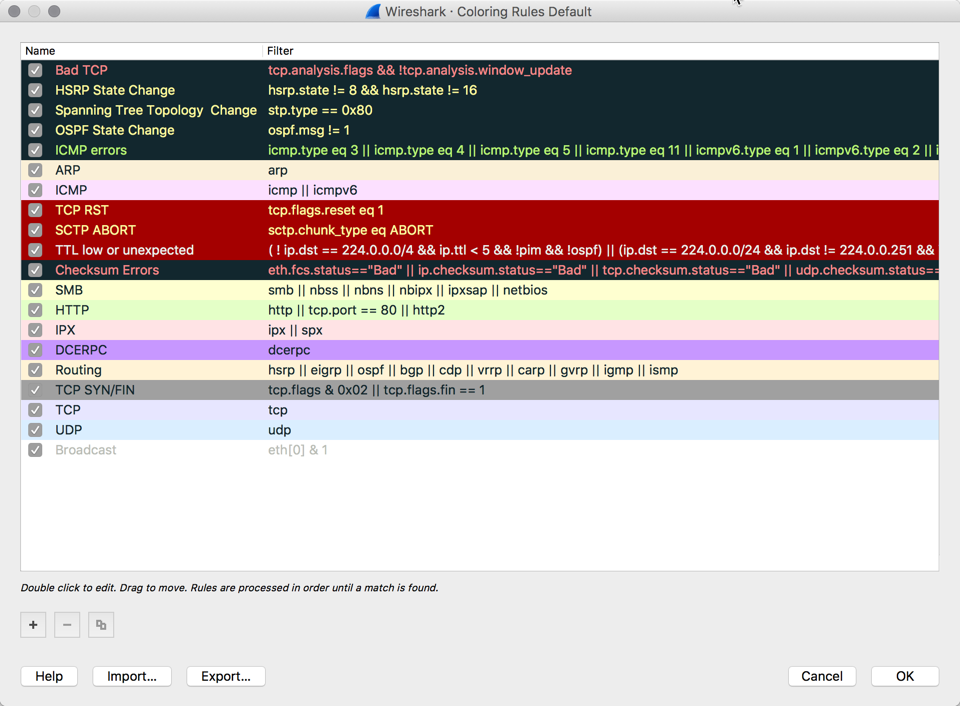 Wireshark · Coloring Rules Default
Name Filter
Bad TCP tcp.analysis.flags && !tcp.analysis.window_update
HSRP State Change hsrp.state != 8 && hsrp.state != 16
Spanning Tree Topology  Change stp.type == 0x80
OSPF State Change ospf.msg != 1
ICMP errors icmp.type eq 3 || icmp.type eq 4 || icmp.type eq 5 || icmp.type eq 11 || icmpv6.type eq 1 || icmpv6.type eq 2 || i
ARP arp
ICMP icmp || icmpv6
TCP RST tcp.flags.reset eq 1
SCTP ABORT sctp.chunk_type eq ABORT
TTL low or unexpected ( ! ip.dst == 224.0.0.0/4 && ip.ttl < 5 && !pim && !ospf) || (ip.dst == 224.0.0.0/24 && ip.dst != 224.0.0.251 &&
Checksum Errors eth.fcs.status=="Bad" || ip.checksum.status=="Bad" || tcp.checksum.status=="Bad" || udp.checksum.status==
SMB smb || nbss || nbns || nbipx || ipxsap || netbios
HTTP http || tcp.port == 80 || http2
IPX ipx || spx
DCERPC dcerpc
Routing hsrp || eigrp || ospf || bgp || cdp || vrrp || carp || gvrp || igmp || ismp
TCP SYN/FIN tcp.flags & 0x02 || tcp.flags.fin == 1
TCP tcp
UDP udp
Broadcast eth[0] & 1
Double click to edit. Drag to move. Rules are processed in order until a match is found.
+ −
Help Import... Export... Cancel OK